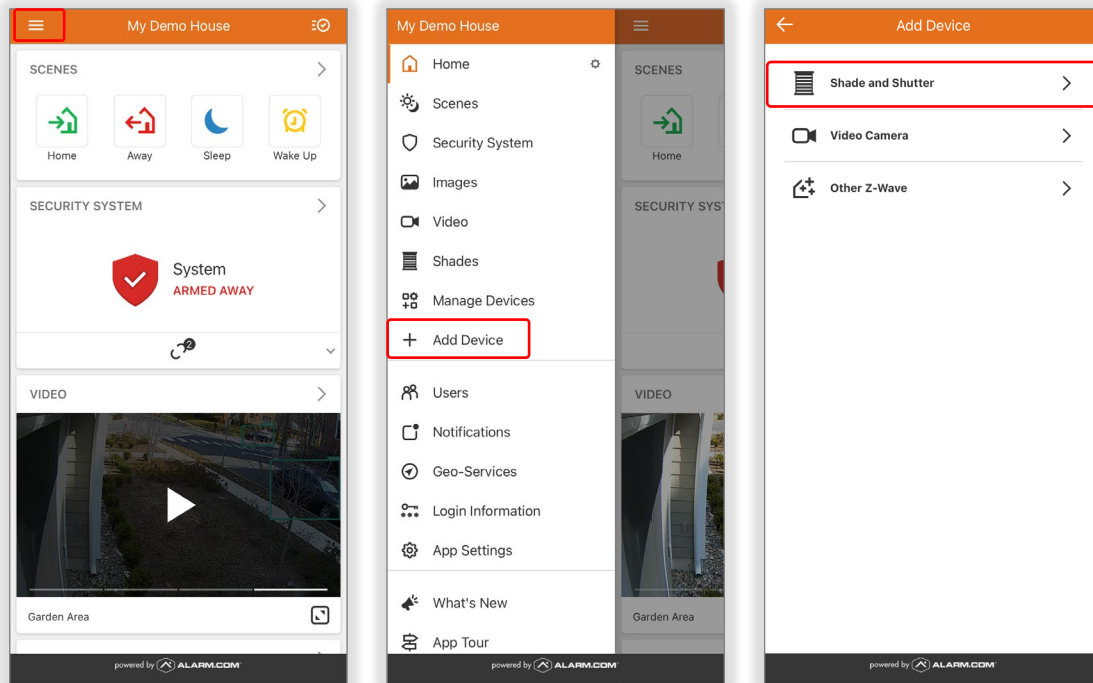 My Demo House
SCENES
Home
Away
Sleep
Wake Up
SECURITY SYSTEM
System
ARMED AWAY
2
VIDEO
Garden Area
powered by ALARM.COM
My Demo House
Home
Scenes
Security System
Images
Video
Shades
Manage Devices
Add Device
Users
Notifications
Geo-Services
Login Information
App Settings
What's New
App Tour
SCENES
Home
SECURITY SYS
VIDEO
Garden Area
powered by ALARM.COM
Add Device
Shade and Shutter
Video Camera
Other Z-Wave
powered by ALARM.COM